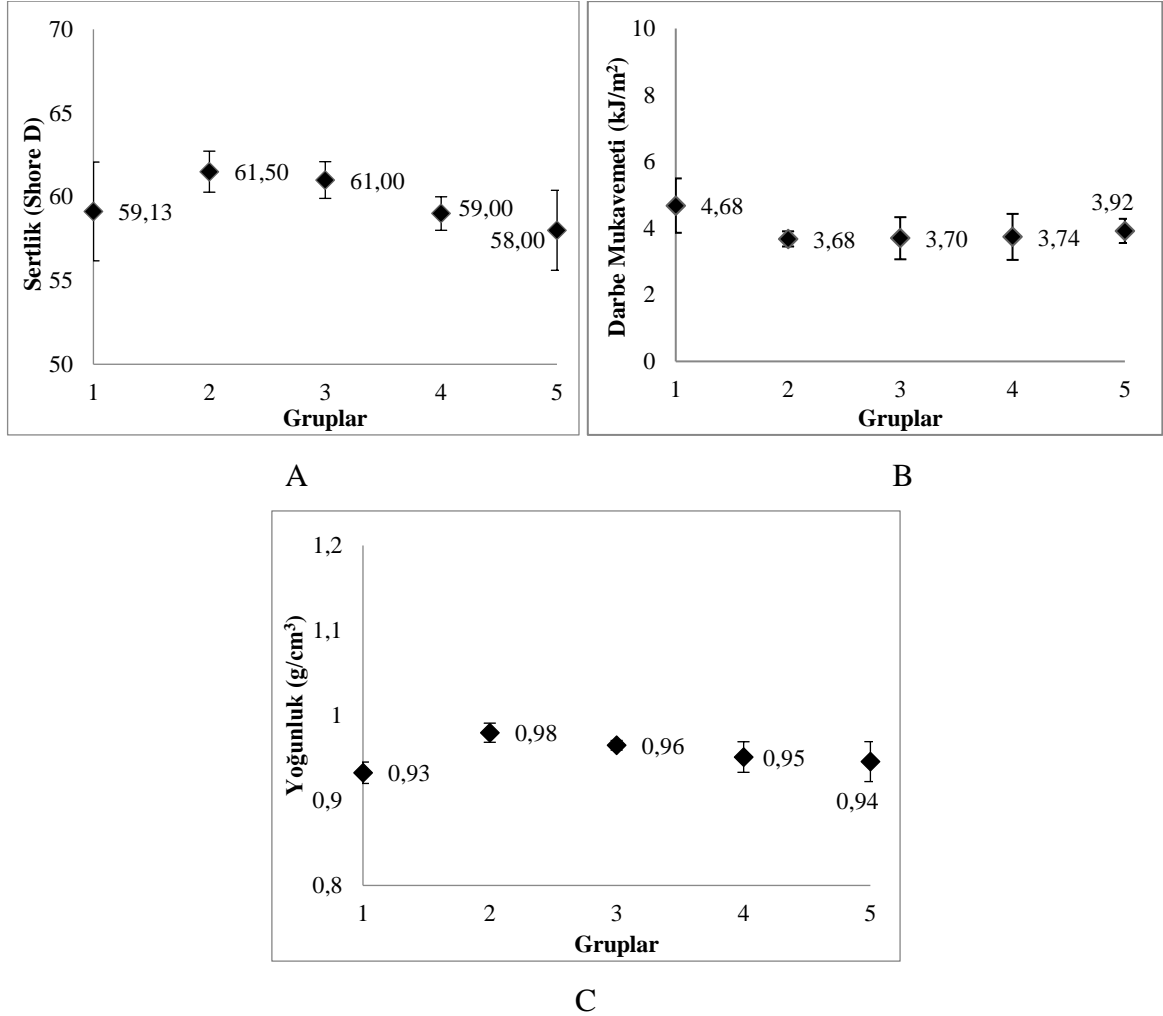 Sertlik (Shore D)
70
65
60
55
50
59,13
61,50
61,00
59,00
58,00
1 2 3 4 5
Gruplar
A
Darbe Mukavemeti (kJ/m²)
10
8
6
4
2
0
4,68
3,68
3,70
3,74
3,92
1 2 3 4 5
Gruplar
B
Yoğunluk (g/cm³)
1,2
1,1
1
0,9
0,8
0,93
0,98
0,96
0,95
0,94
1 2 3 4 5
Gruplar
C